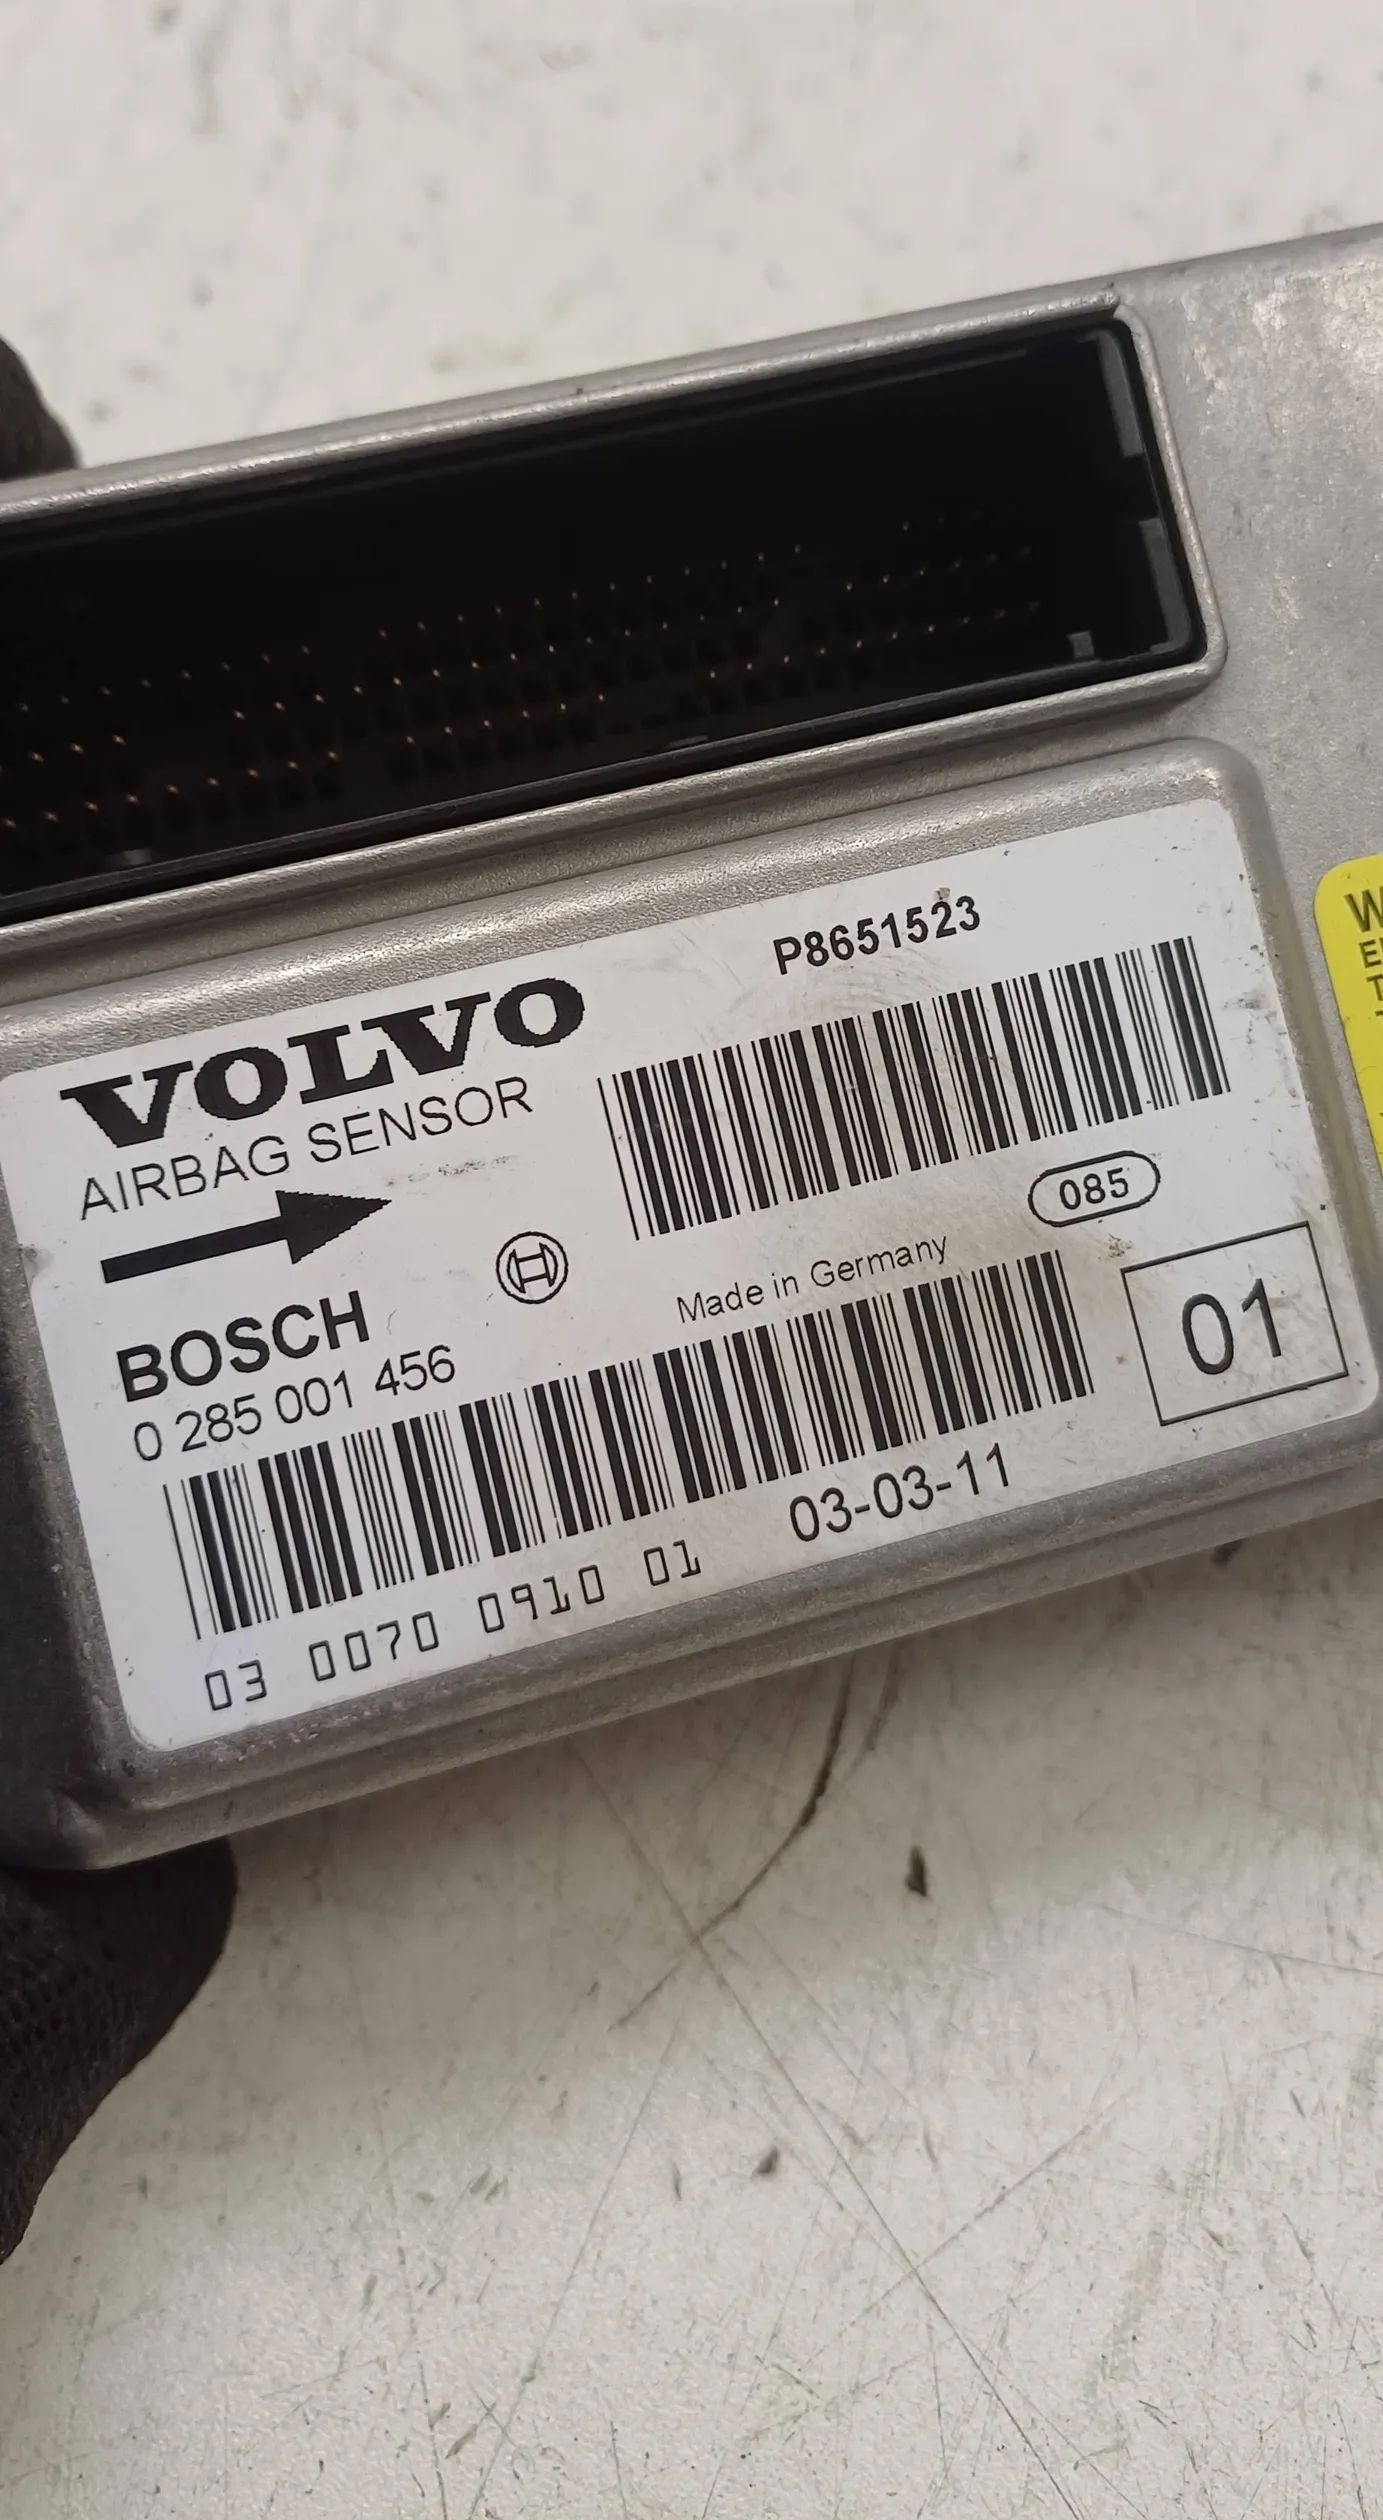 P8651523
VOLVO
AIRBAG SENSOR
085
BOSCH
Made in Germany
01
0 285 001 456
03-03-11
03 0070 0910 01